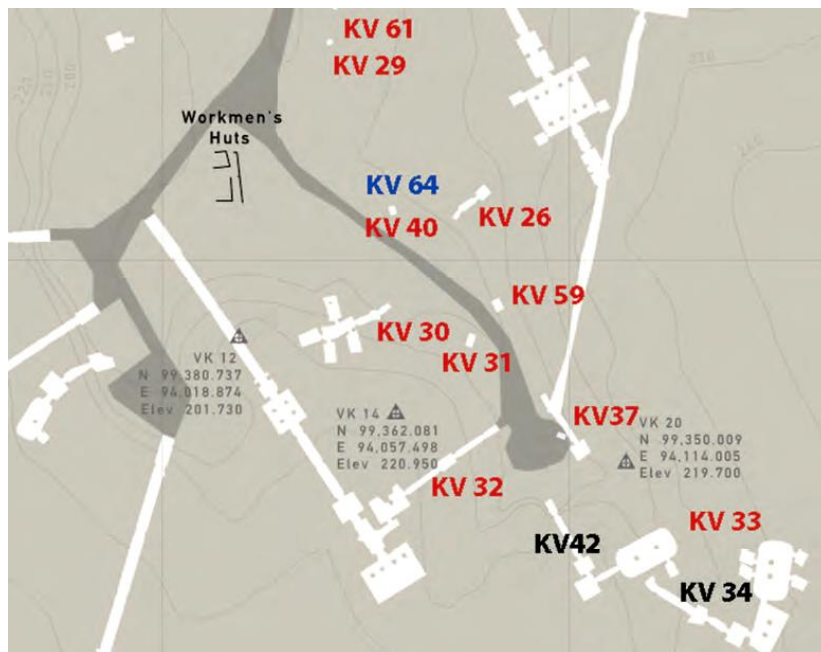 KV 61
KV 29
Workmen's
Huts
KV 64
KV 26
KV 40
KV 59
KV 30
KV 31
VK 12
N 99,380.737
E 94,018.874
Elev 201.730
VK 14
N 99,362.081
E 94,057.498
Elev 220.950
KV37
VK 20
N 99,350.009
E 94,114.005
Elev 219.700
KV 32
KV 33
KV42
KV 34
220